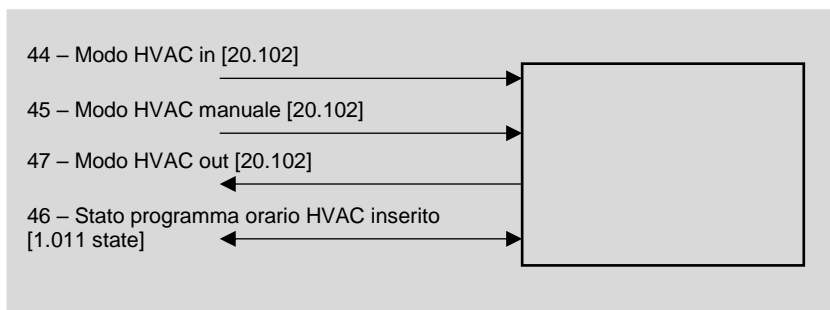 44 – Modo HVAC in [20.102]
45 – Modo HVAC manuale [20.102]
47 – Modo HVAC out [20.102]
46 – Stato programma orario HVAC inserito
[1.011 state]